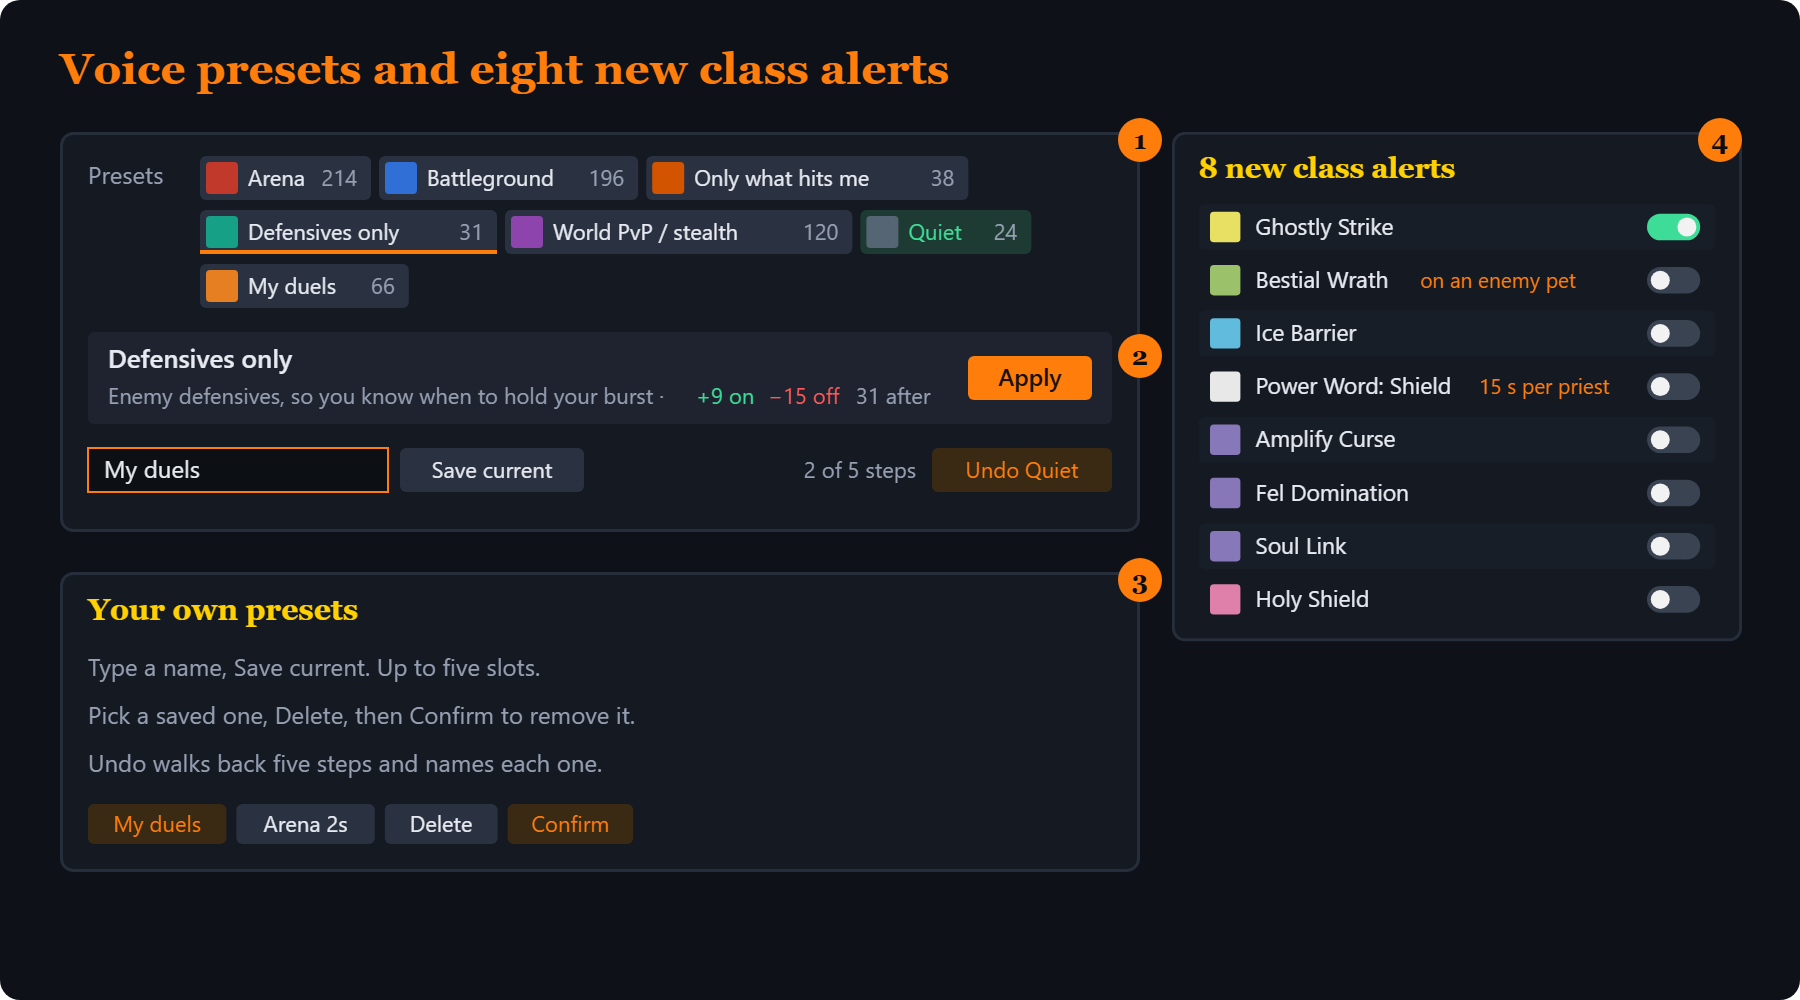 Voice presets and eight new class alerts
1
Presets
Arena 214
Battleground 196
Only what hits me 38
Defensives only 31
World PvP / stealth 120
Quiet 24
My duels 66
2
Defensives only
Enemy defensives, so you know when to hold your burst · +9 on −15 off 31 after
Apply
My duels
Save current
2 of 5 steps
Undo Quiet
3
Your own presets
Type a name, Save current. Up to five slots.
Pick a saved one, Delete, then Confirm to remove it.
Undo walks back five steps and names each one.
My duels
Arena 2s
Delete
Confirm
4
8 new class alerts
Ghostly Strike
Bestial Wrath on an enemy pet
Ice Barrier
Power Word: Shield 15 s per priest
Amplify Curse
Fel Domination
Soul Link
Holy Shield